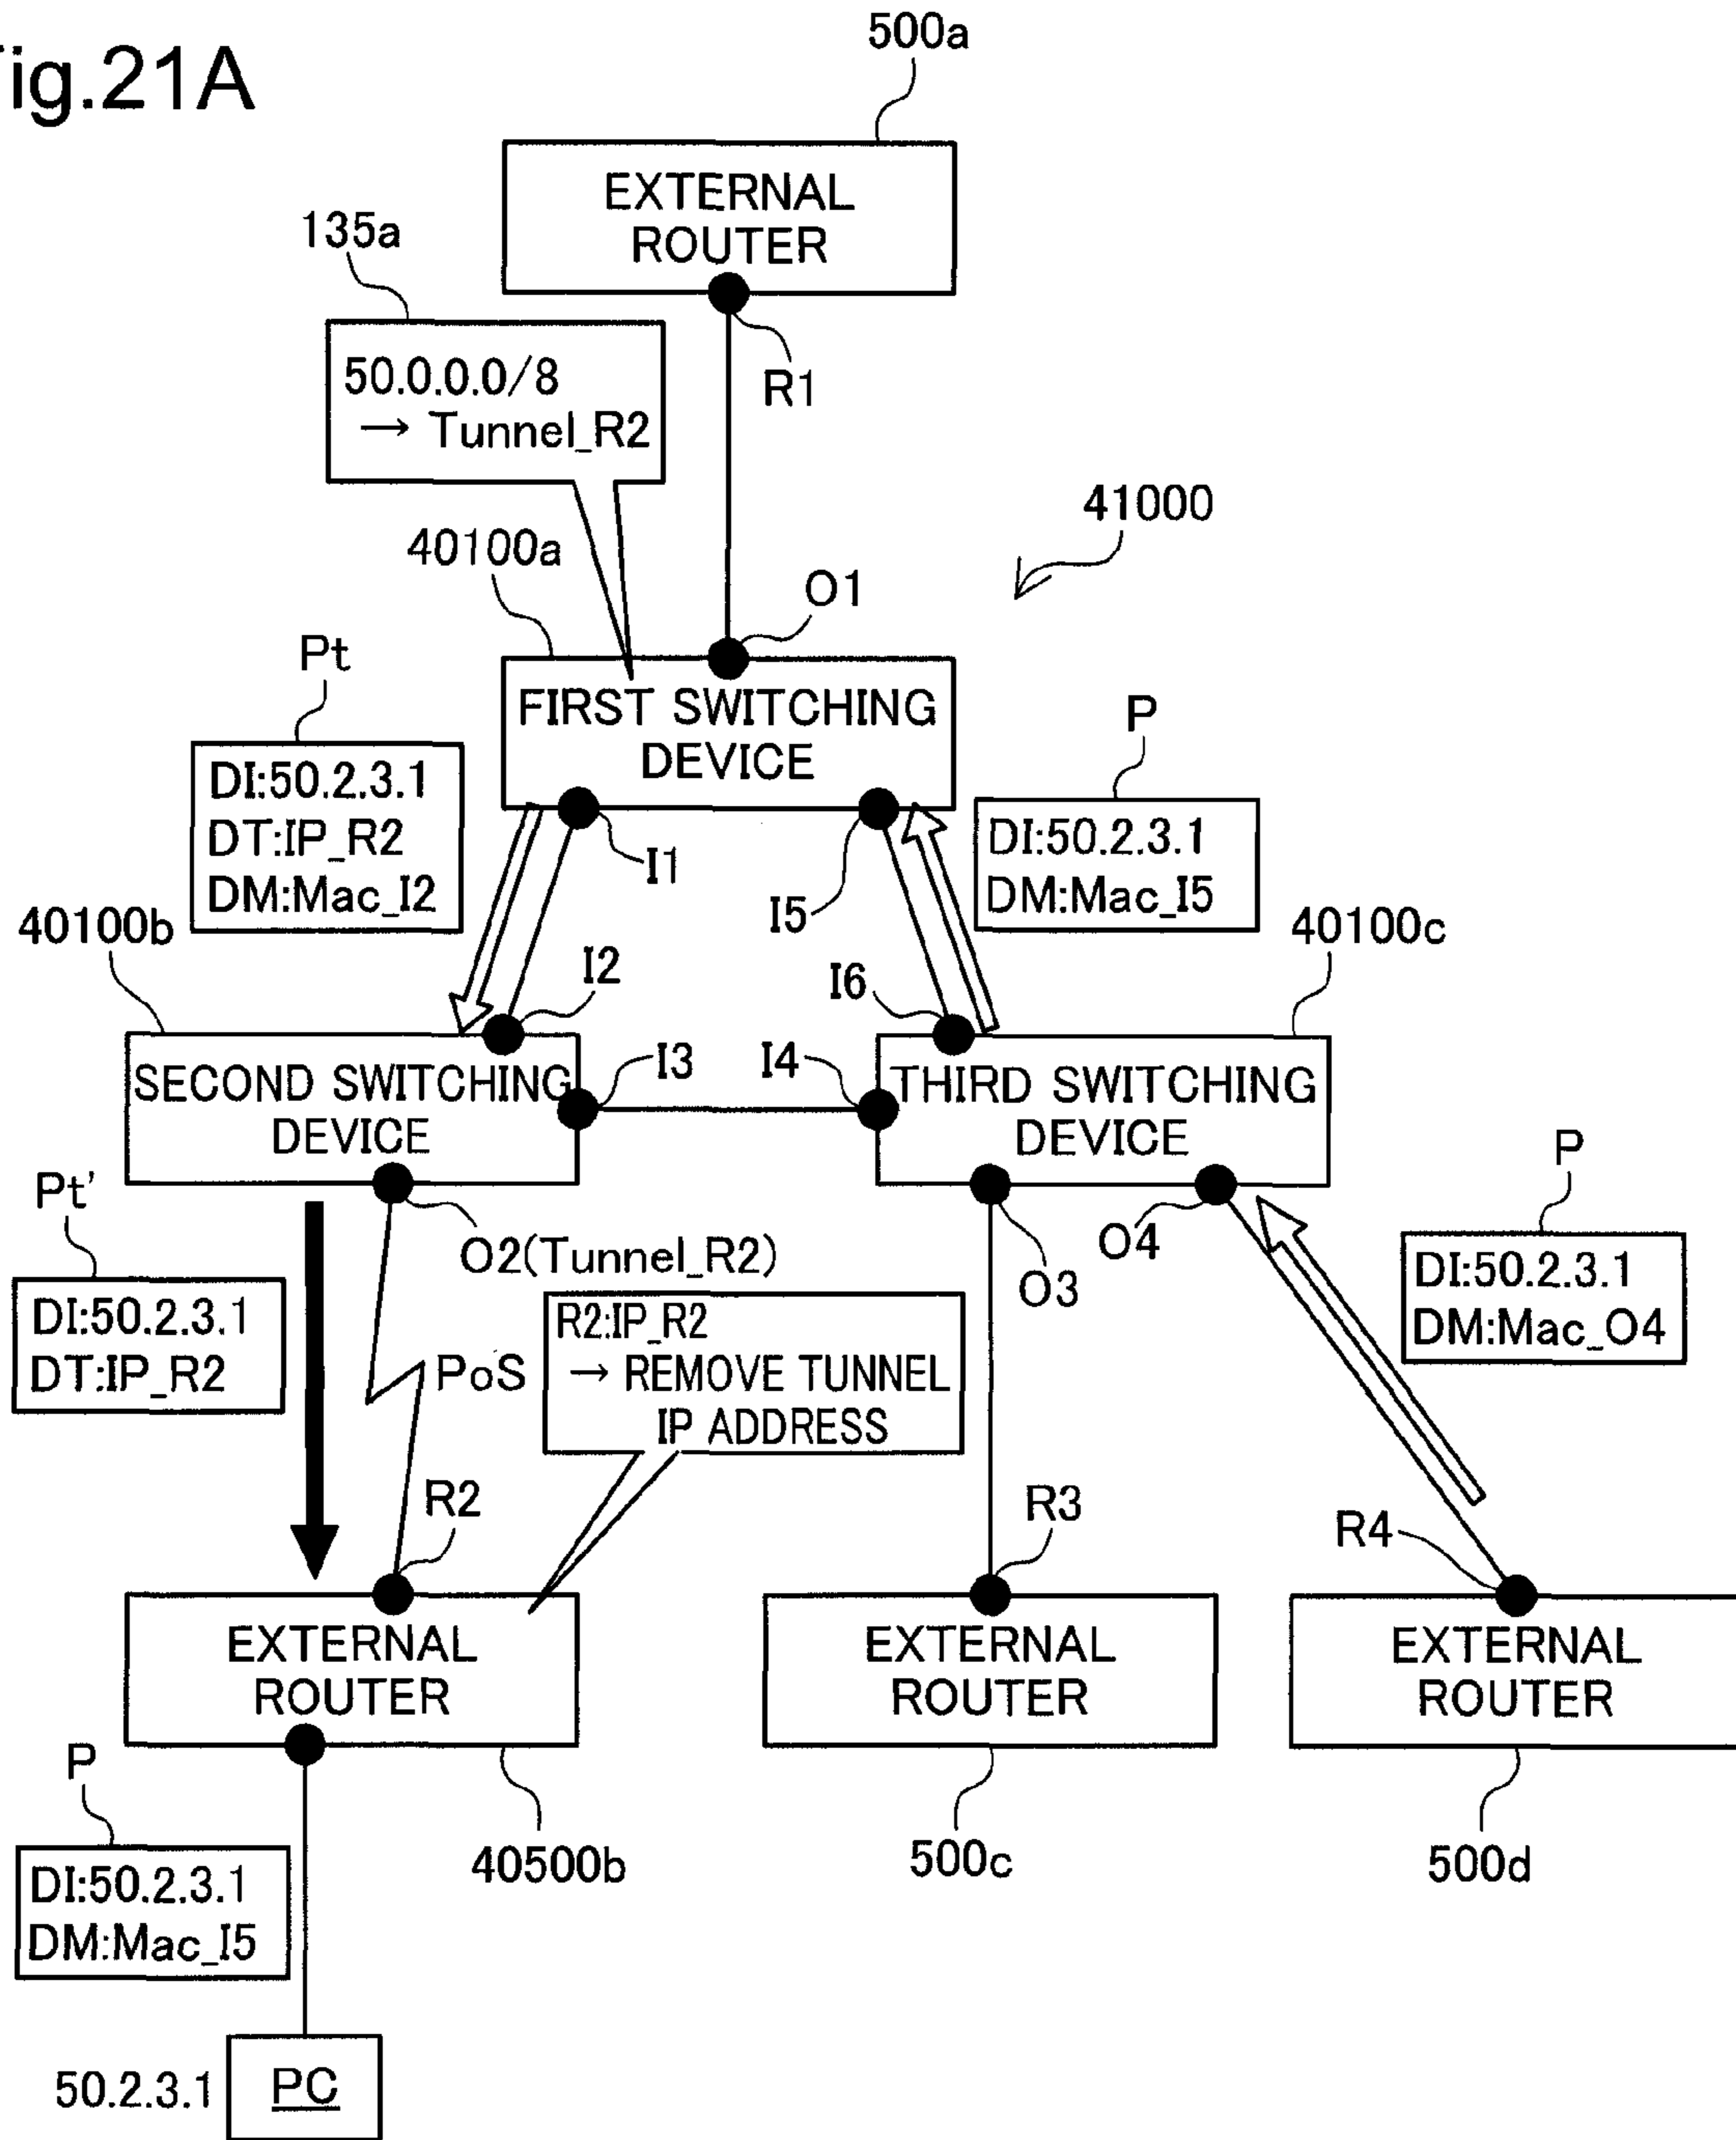 Fig.21A
500a
EXTERNAL
ROUTER
135a
R1
50.0.0.0/8
→ Tunnel_R2
41000
40100a
O1
Pt
FIRST SWITCHING
DEVICE
P
DI:50.2.3.1
DT:IP_R2
DM:Mac_I2
DI:50.2.3.1
DM:Mac_I5
I1
I5
40100b
40100c
I2
I6
SECOND SWITCHING
DEVICE
I3
I4
THIRD SWITCHING
DEVICE
Pt'
P
O2(Tunnel_R2)
O3
O4
DI:50.2.3.1
DT:IP_R2
DI:50.2.3.1
DM:Mac_O4
PoS
R2:IP_R2
→ REMOVE TUNNEL
IP ADDRESS
R2
R3
R4
EXTERNAL
ROUTER
EXTERNAL
ROUTER
EXTERNAL
ROUTER
P
40500b
500c
500d
DI:50.2.3.1
DM:Mac_I5
50.2.3.1
PC